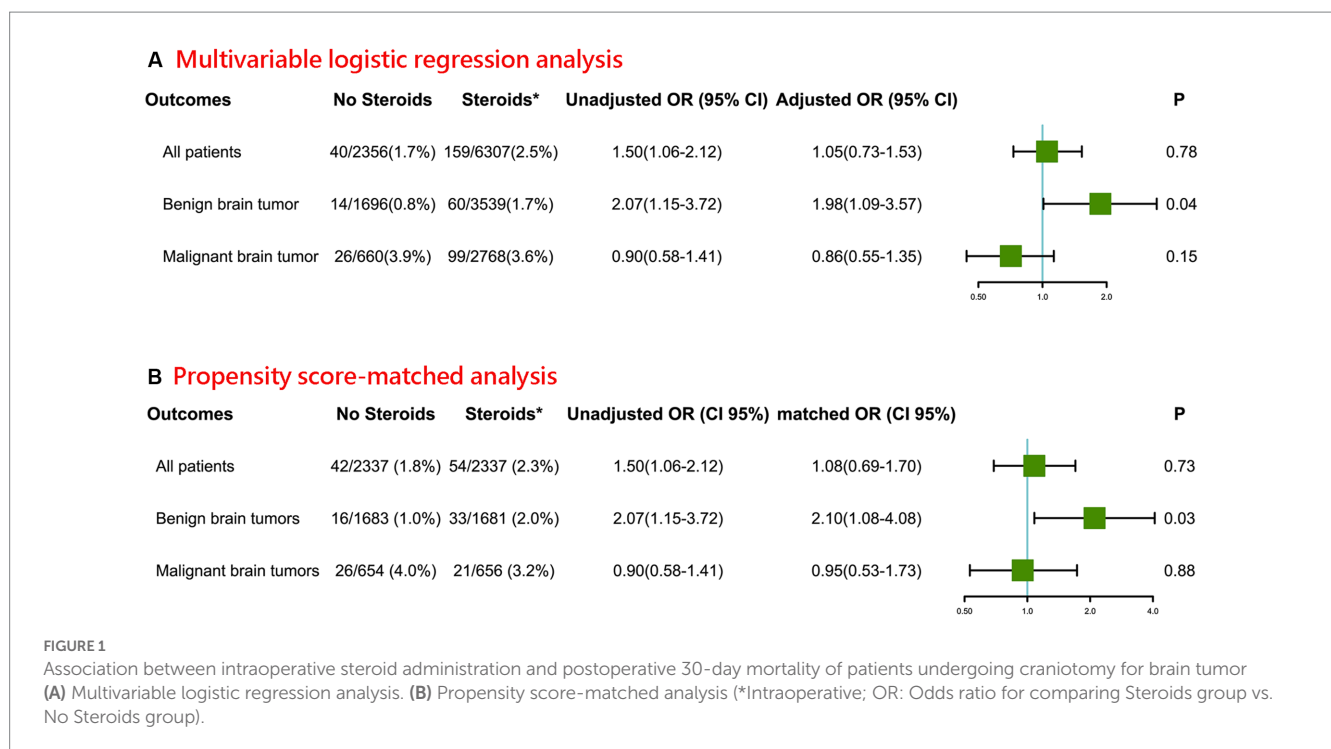 A Multivariable logistic regression analysis
Outcomes No Steroids Steroids* Unadjusted OR (95% CI) Adjusted OR (95% CI) P
All patients 40/2356(1.7%) 159/6307(2.5%) 1.50(1.06-2.12) 1.05(0.73-1.53) 0.78
Benign brain tumor 14/1696(0.8%) 60/3539(1.7%) 2.07(1.15-3.72) 1.98(1.09-3.57) 0.04
Malignant brain tumor 26/660(3.9%) 99/2768(3.6%) 0.90(0.58-1.41) 0.86(0.55-1.35) 0.15
0.50 1.0 2.0
B Propensity score-matched analysis
Outcomes No Steroids Steroids* Unadjusted OR (CI 95%) matched OR (CI 95%) P
All patients 42/2337 (1.8%) 54/2337 (2.3%) 1.50(1.06-2.12) 1.08(0.69-1.70) 0.73
Benign brain tumors 16/1683 (1.0%) 33/1681 (2.0%) 2.07(1.15-3.72) 2.10(1.08-4.08) 0.03
Malignant brain tumors 26/654 (4.0%) 21/656 (3.2%) 0.90(0.58-1.41) 0.95(0.53-1.73) 0.88
0.50 1.0 2.0 4.0
FIGURE 1
Association between intraoperative steroid administration and postoperative 30-day mortality of patients undergoing craniotomy for brain tumor
(A) Multivariable logistic regression analysis. (B) Propensity score-matched analysis (*Intraoperative; OR: Odds ratio for comparing Steroids group vs.
No Steroids group).